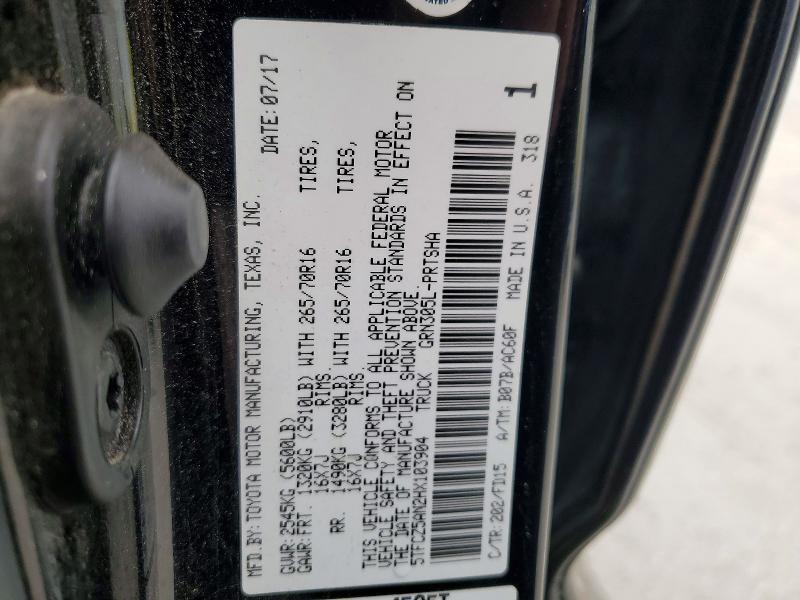 MFD.BY: TOYOTA MOTOR MANUFACTURING, TEXAS, INC. DATE: 07/17
GVWR: 2545KG (5600LB)
GAWR: FRT. 1320KG (2910LB) WITH 265/70R16 TIRES,
16X7J RIMS,
RR. 1490KG (3280LB) WITH 265/70R16 TIRES,
16X7J RIMS.
THIS VEHICLE CONFORMS TO ALL APPLICABLE FEDERAL MOTOR
VEHICLE SAFETY AND THEFT PREVENTION STANDARDS IN EFFECT ON
THE DATE OF MANUFACTURE SHOWN ABOVE.
5TFCZ5AN2HX103904 TRUCK GRN305L-PRTSHA
1
C/TR: 202/FD15 A/TM: B07B/AC60F MADE IN U.S.A. 318